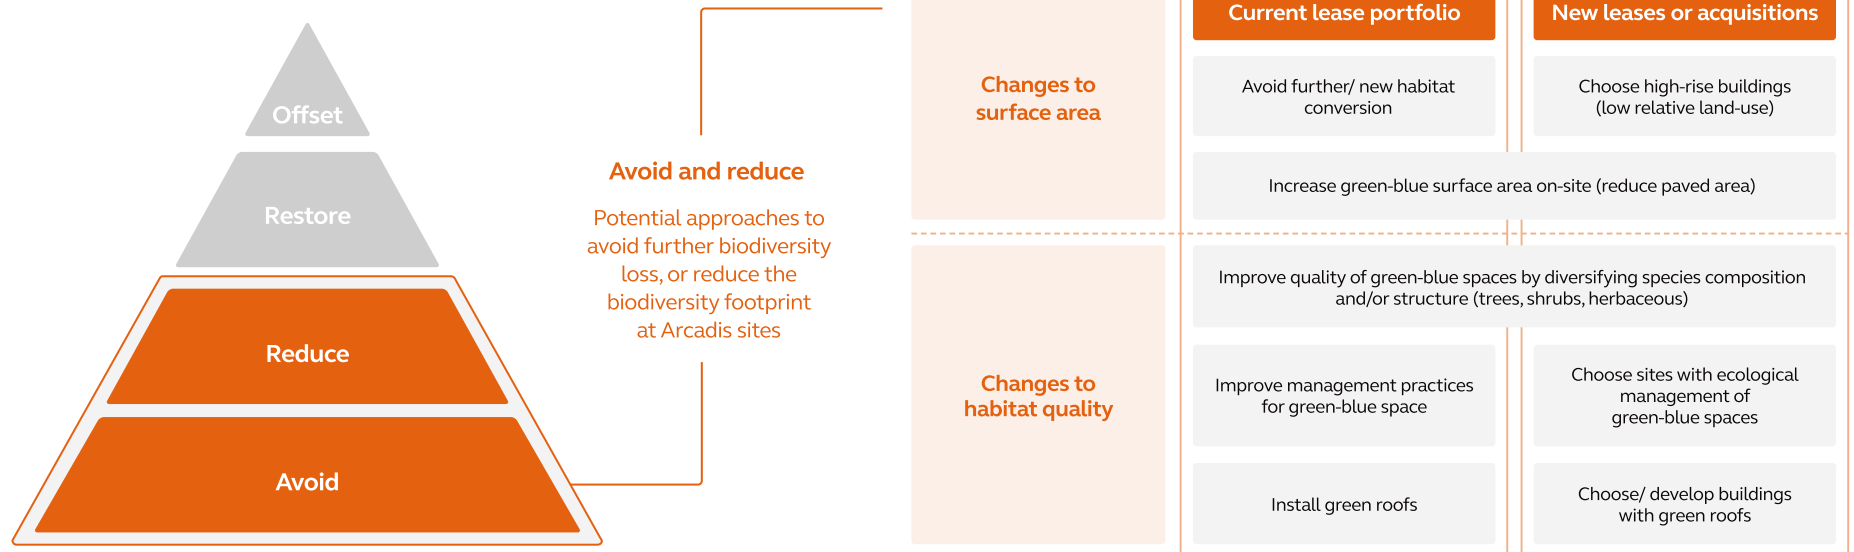 Offset
Restore
Reduce
Avoid
Avoid and reduce
Potential approaches to
avoid further biodiversity
loss, or reduce the
biodiversity footprint
at Arcadis sites
Current lease portfolio
New leases or acquisitions
Changes to
surface area
Avoid further/ new habitat
conversion
Choose high-rise buildings
(low relative land-use)
Increase green-blue surface area on-site (reduce paved area)
Changes to
habitat quality
Improve quality of green-blue spaces by diversifying species composition
and/or structure (trees, shrubs, herbaceous)
Improve management practices
for green-blue space
Choose sites with ecological
management of
green-blue spaces
Install green roofs
Choose/ develop buildings
with green roofs